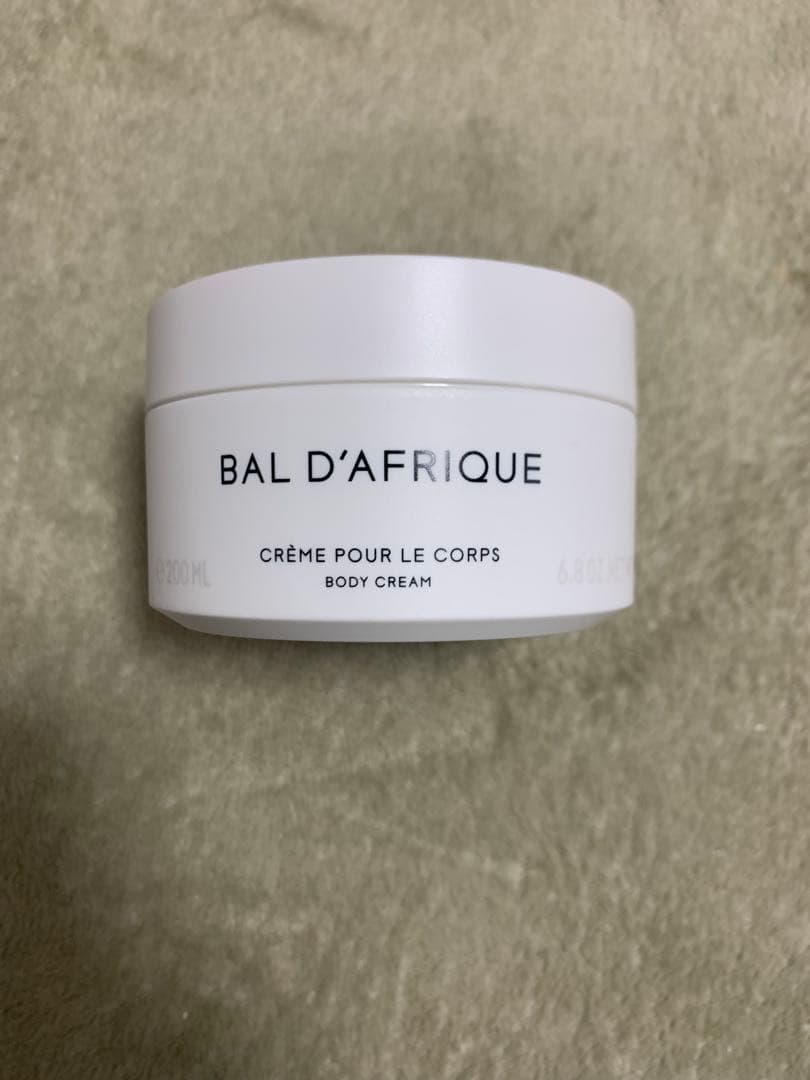 BAL D'AFRIQUE
CRÈME POUR LE CORPS
BODY CREAM
℮ 200 ML
6.8 OZ